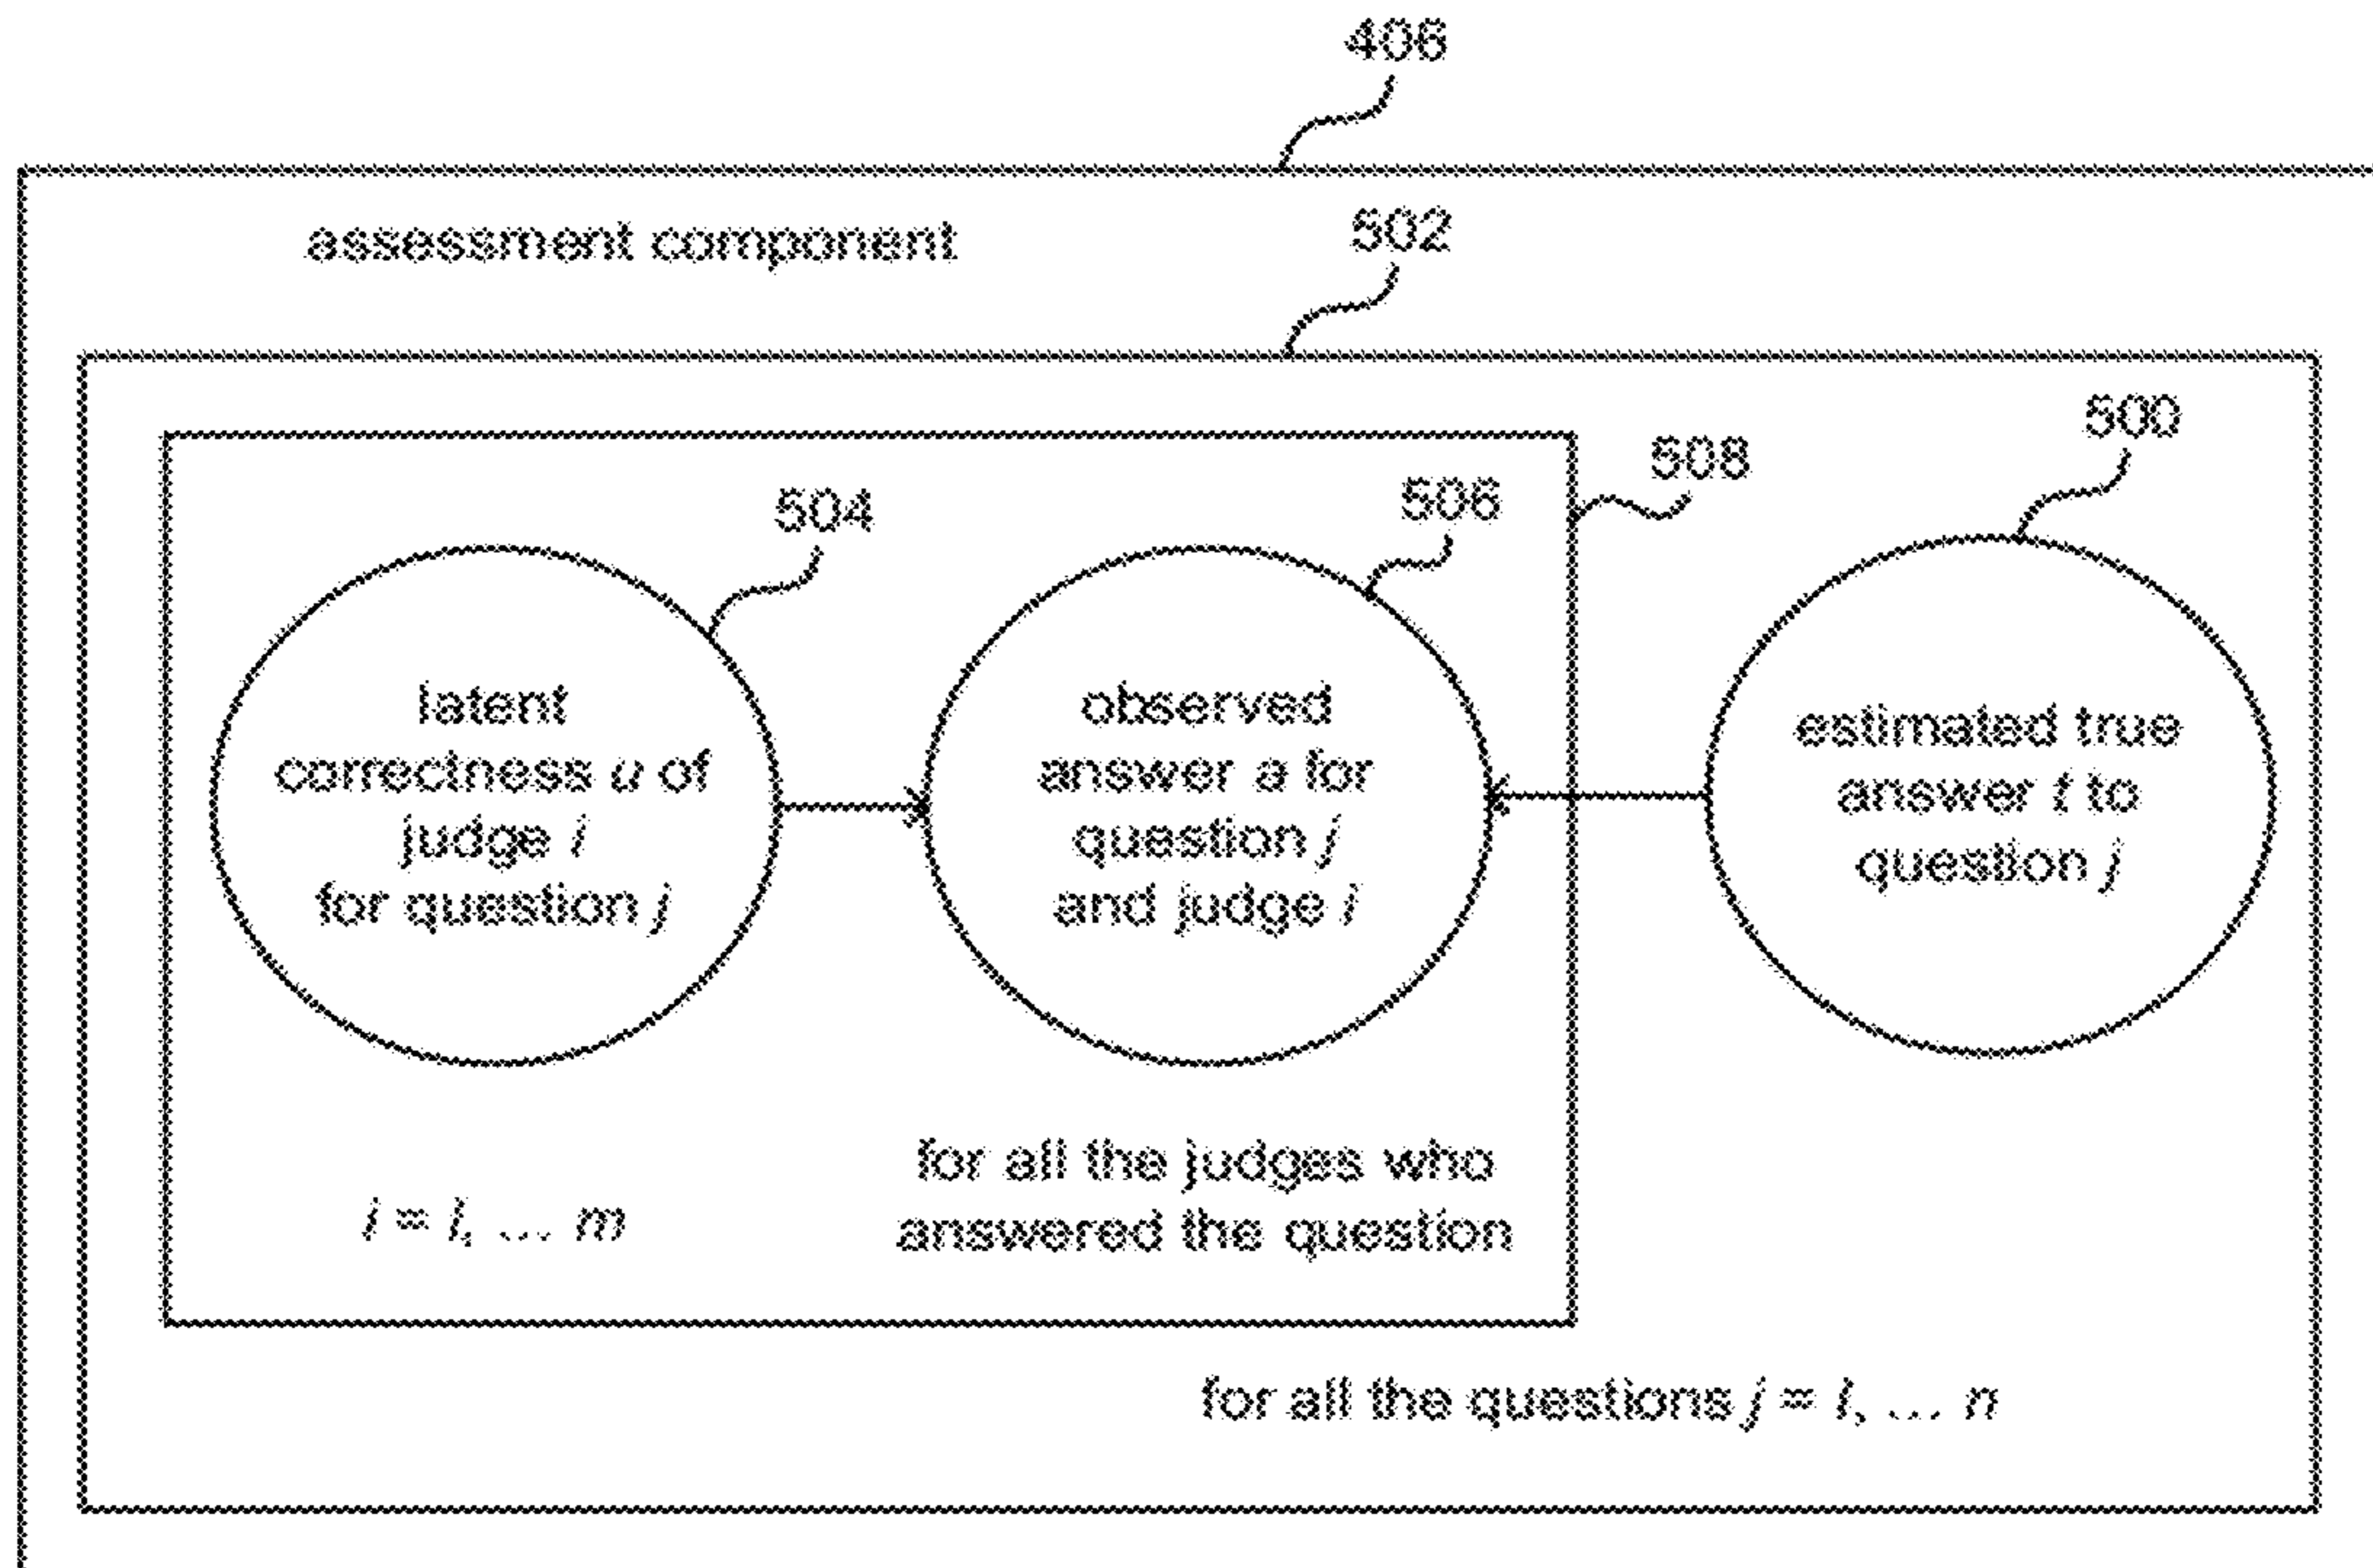 406
assessment component
502
500
508
506
504
latent
correctness u of
judge i
for question j
observed
answer a for
question j
and judge i
estimated true
answer t to
question j
for all the judges who
answered the question
i = l, ... m
for all the questions j = l, ... n